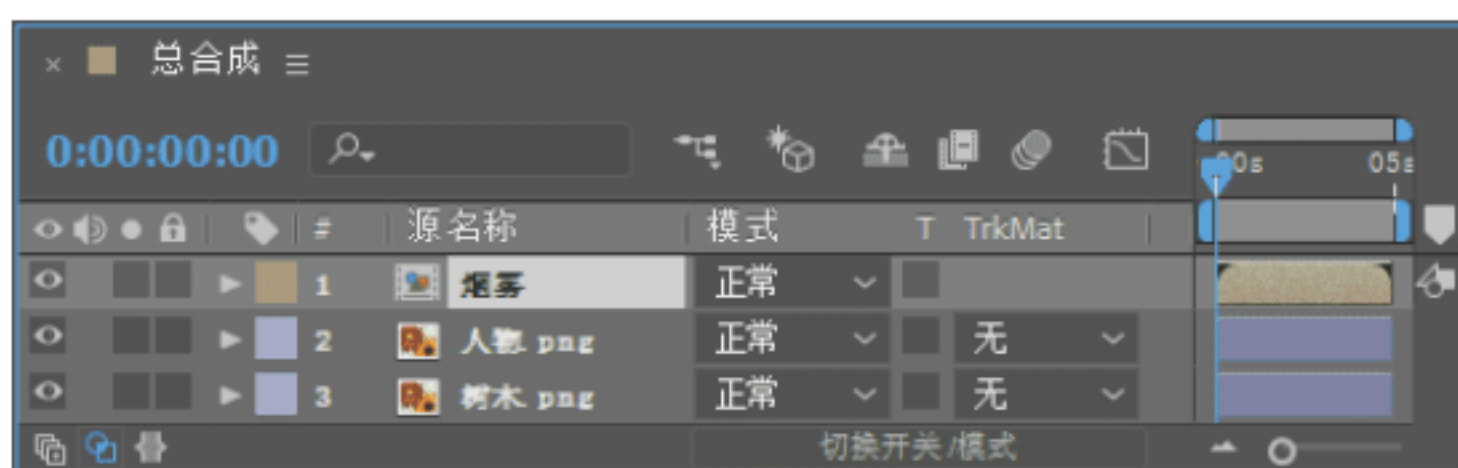 × 总合成 ≡
0:00:00:00
00s 05s
# 源名称 模式 T TrkMat
1 烟雾 正常
2 人物.png 正常 无
3 树木.png 正常 无
切换开关/模式